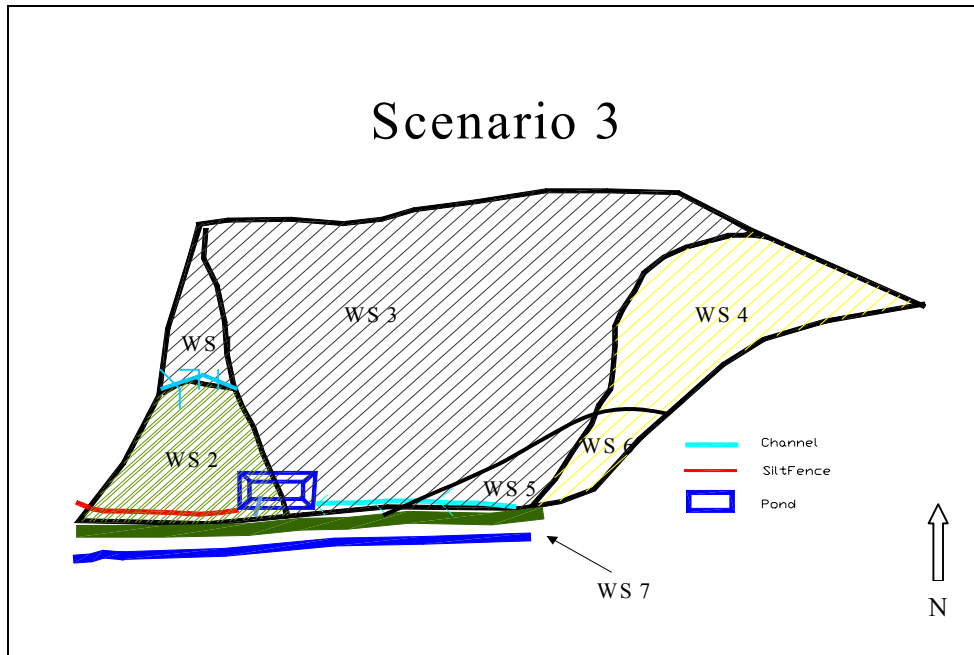 Scenario 3
WS 3
WS 4
WS
WS 2
WS 6
Channel
SiltFence
WS 5
Pond
WS 7
N